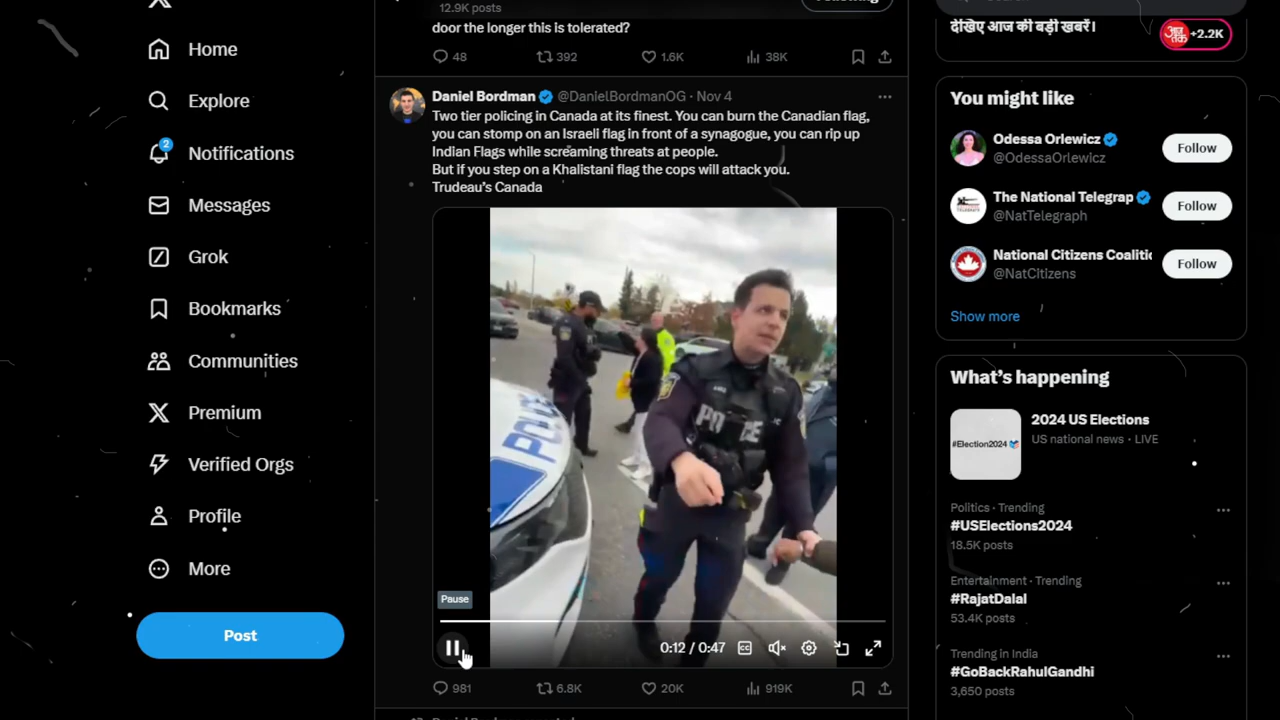 Home
Explore
2
Notifications
Messages
Grok
Bookmarks
Communities
Premium
Verified Orgs
Profile
More
Post
12.9K posts
Following
door the longer this is tolerated?
48 392 1.6K 38K
Daniel Bordman @DanielBordmanOG · Nov 4
Two tier policing in Canada at its finest. You can burn the Canadian flag,
you can stomp on an Israeli flag in front of a synagogue, you can rip up
Indian Flags while screaming threats at people.
But if you step on a Khalistani flag the cops will attack you.
Trudeau's Canada
POLICE
POLICE
Pause
0:12 / 0:47
CC
981 6.8K 20K 919K
देखिए आज की बड़ी खबरें।
आज तक
+2.2K
You might like
Odessa Orlewicz
@OdessaOrlewicz
Follow
The National Telegrap
@NatTelegraph
Follow
National Citizens Coalitic
@NatCitizens
Follow
Show more
What's happening
#Election2024
2024 US Elections
US national news · LIVE
Politics · Trending
#USElections2024
18.5K posts
Entertainment · Trending
#RajatDalal
53.4K posts
Trending in India
#GoBackRahulGandhi
3,650 posts